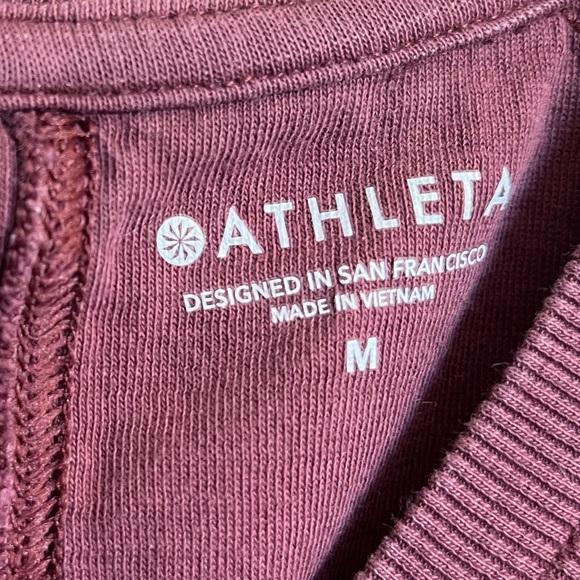 ATHLETA
DESIGNED IN SAN FRANCISCO
MADE IN VIETNAM
M